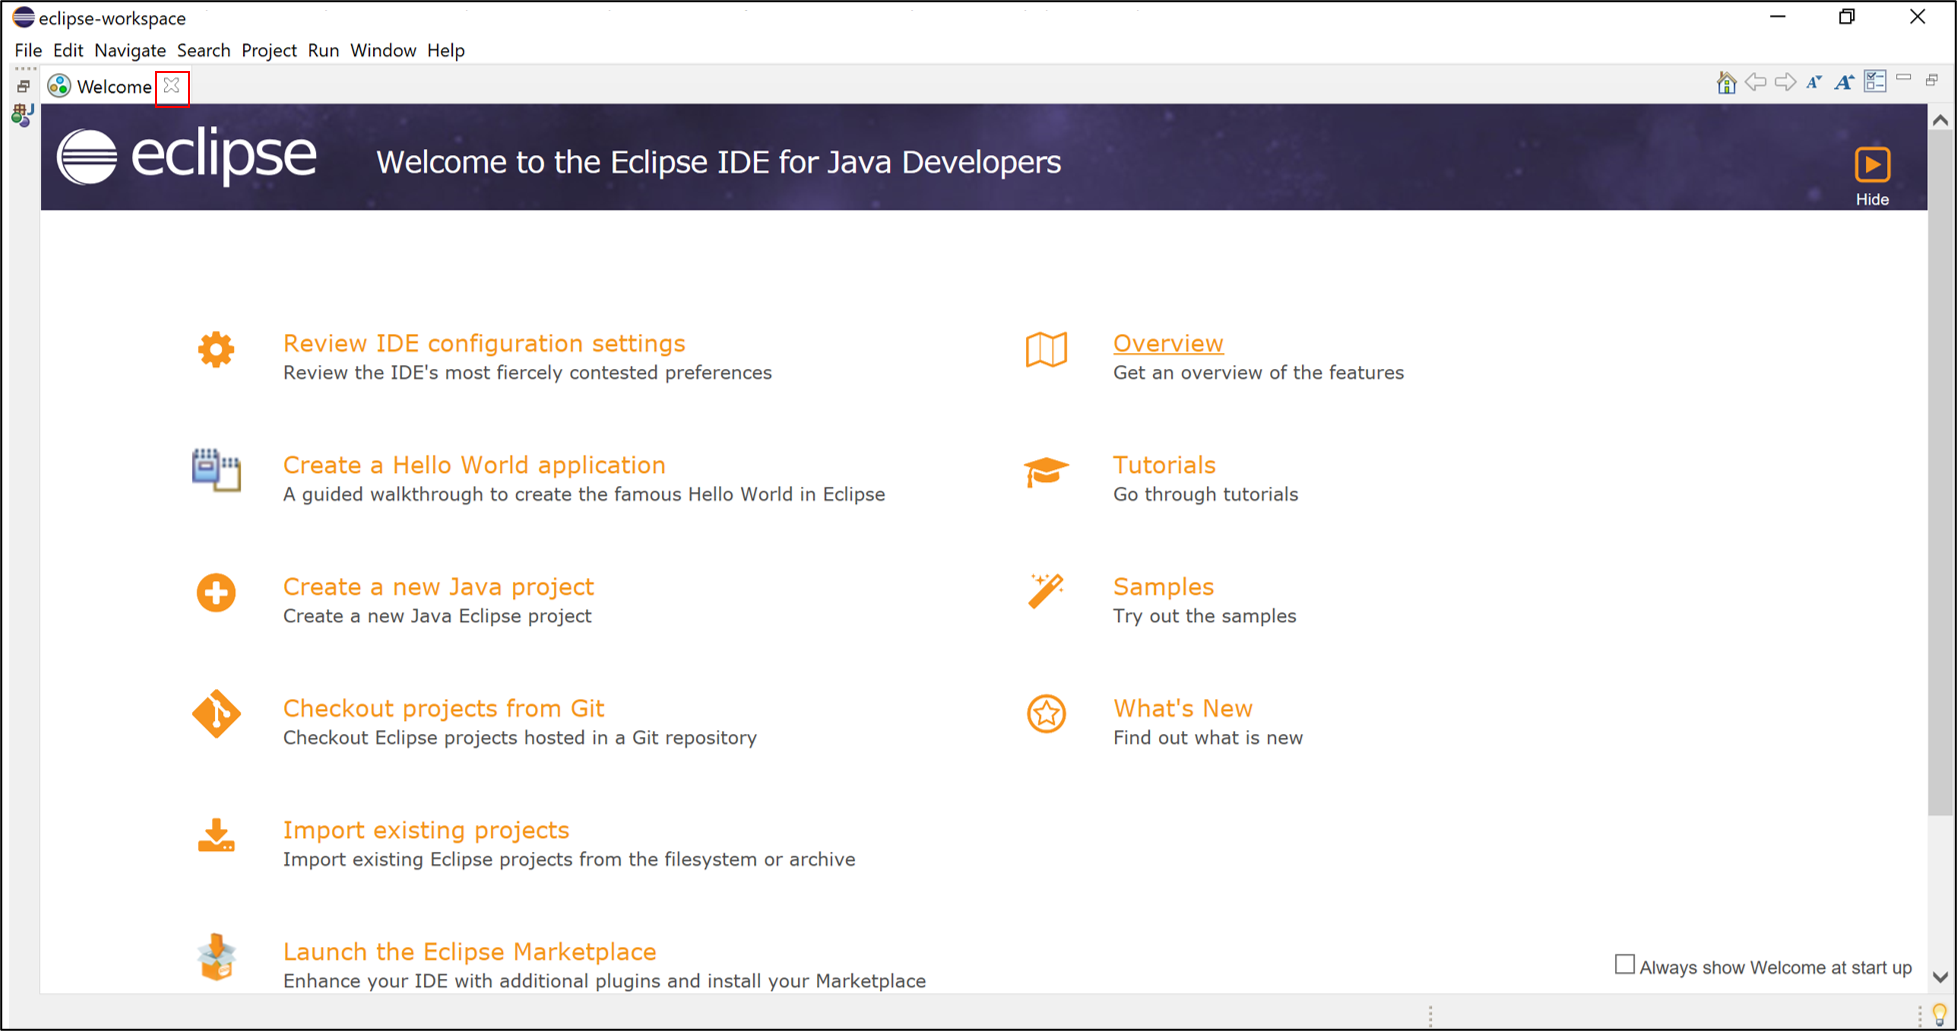 eclipse-workspace
File Edit Navigate Search Project Run Window Help
Welcome
eclipse
Welcome to the Eclipse IDE for Java Developers
Hide
Review IDE configuration settings
Review the IDE's most fiercely contested preferences
Overview
Get an overview of the features
Create a Hello World application
A guided walkthrough to create the famous Hello World in Eclipse
Tutorials
Go through tutorials
Create a new Java project
Create a new Java Eclipse project
Samples
Try out the samples
Checkout projects from Git
Checkout Eclipse projects hosted in a Git repository
What's New
Find out what is new
Import existing projects
Import existing Eclipse projects from the filesystem or archive
Launch the Eclipse Marketplace
Enhance your IDE with additional plugins and install your Marketplace
Always show Welcome at start up